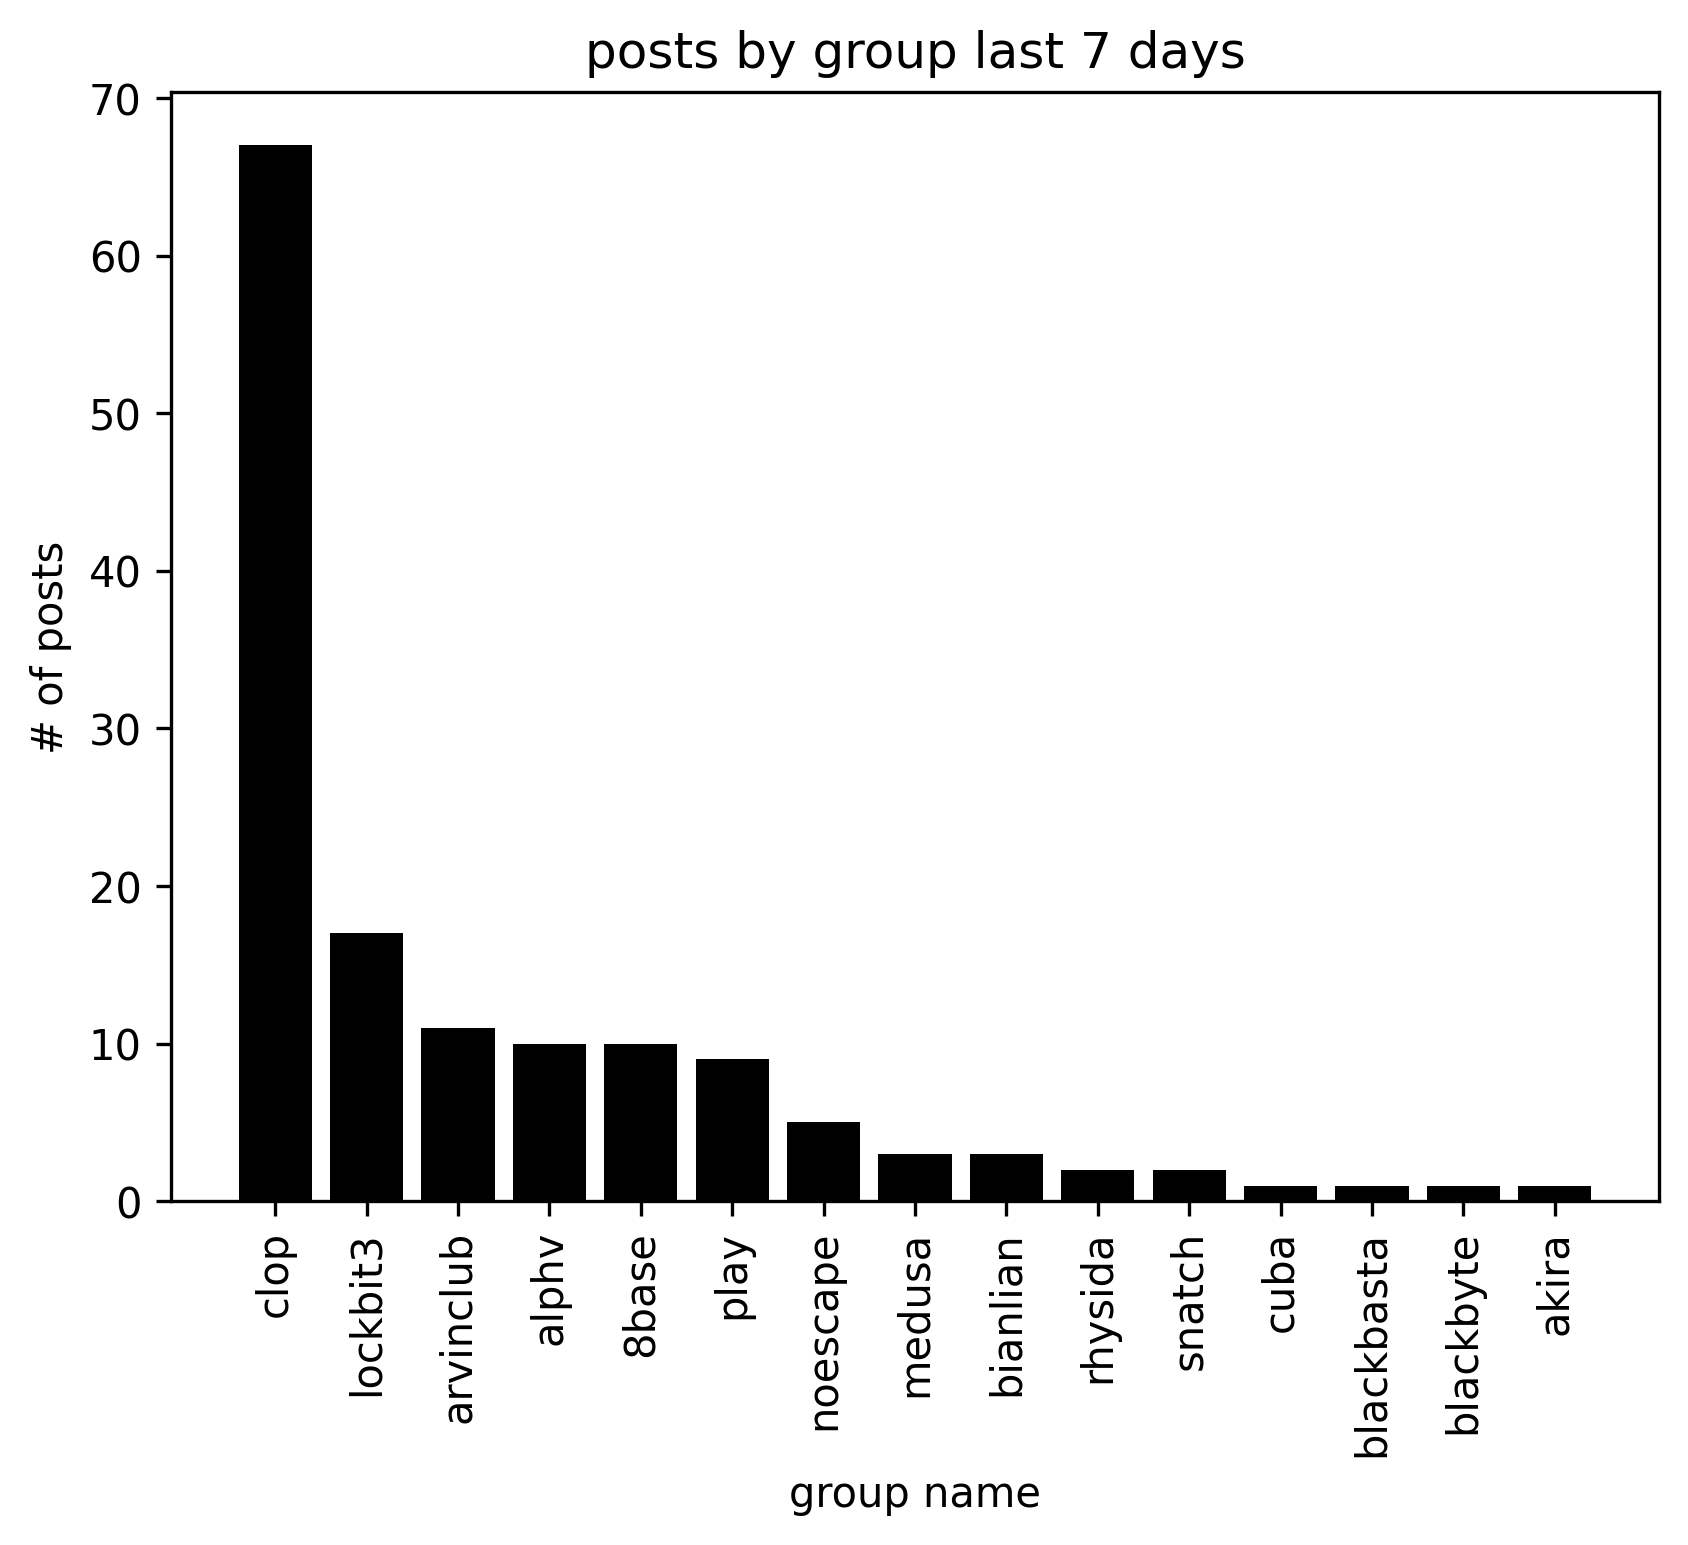 posts by group last 7 days
# of posts
70
60
50
40
30
20
10
0
clop
lockbit3
arvinclub
alphv
8base
play
noescape
medusa
bianlian
rhysida
snatch
cuba
blackbasta
blackbyte
akira
group name